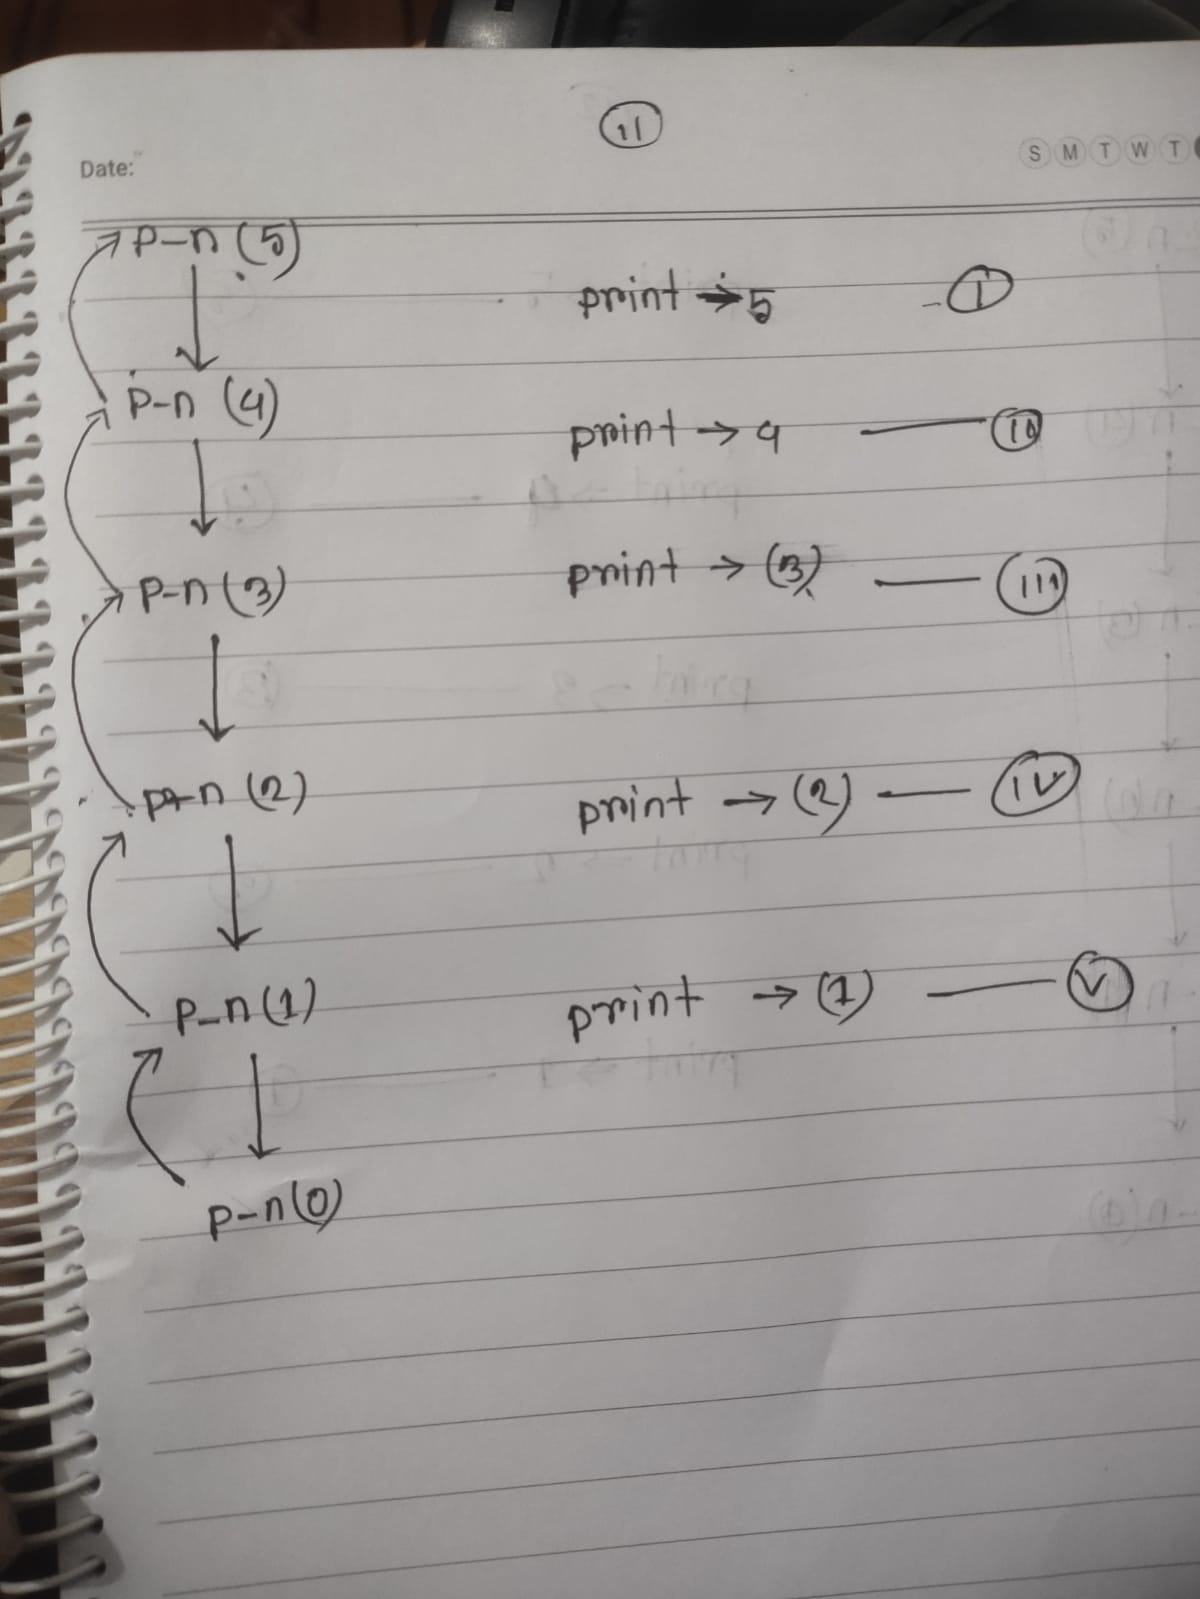 11
Date: S M T W T
P-n (5)
print → 5 - I
P-n (4)
print → 4 — II
P-n (3)
print → (3) — III
P-n (2)
print → (2) — IV
P-n (1)
print → (1) — V
P-n (0)